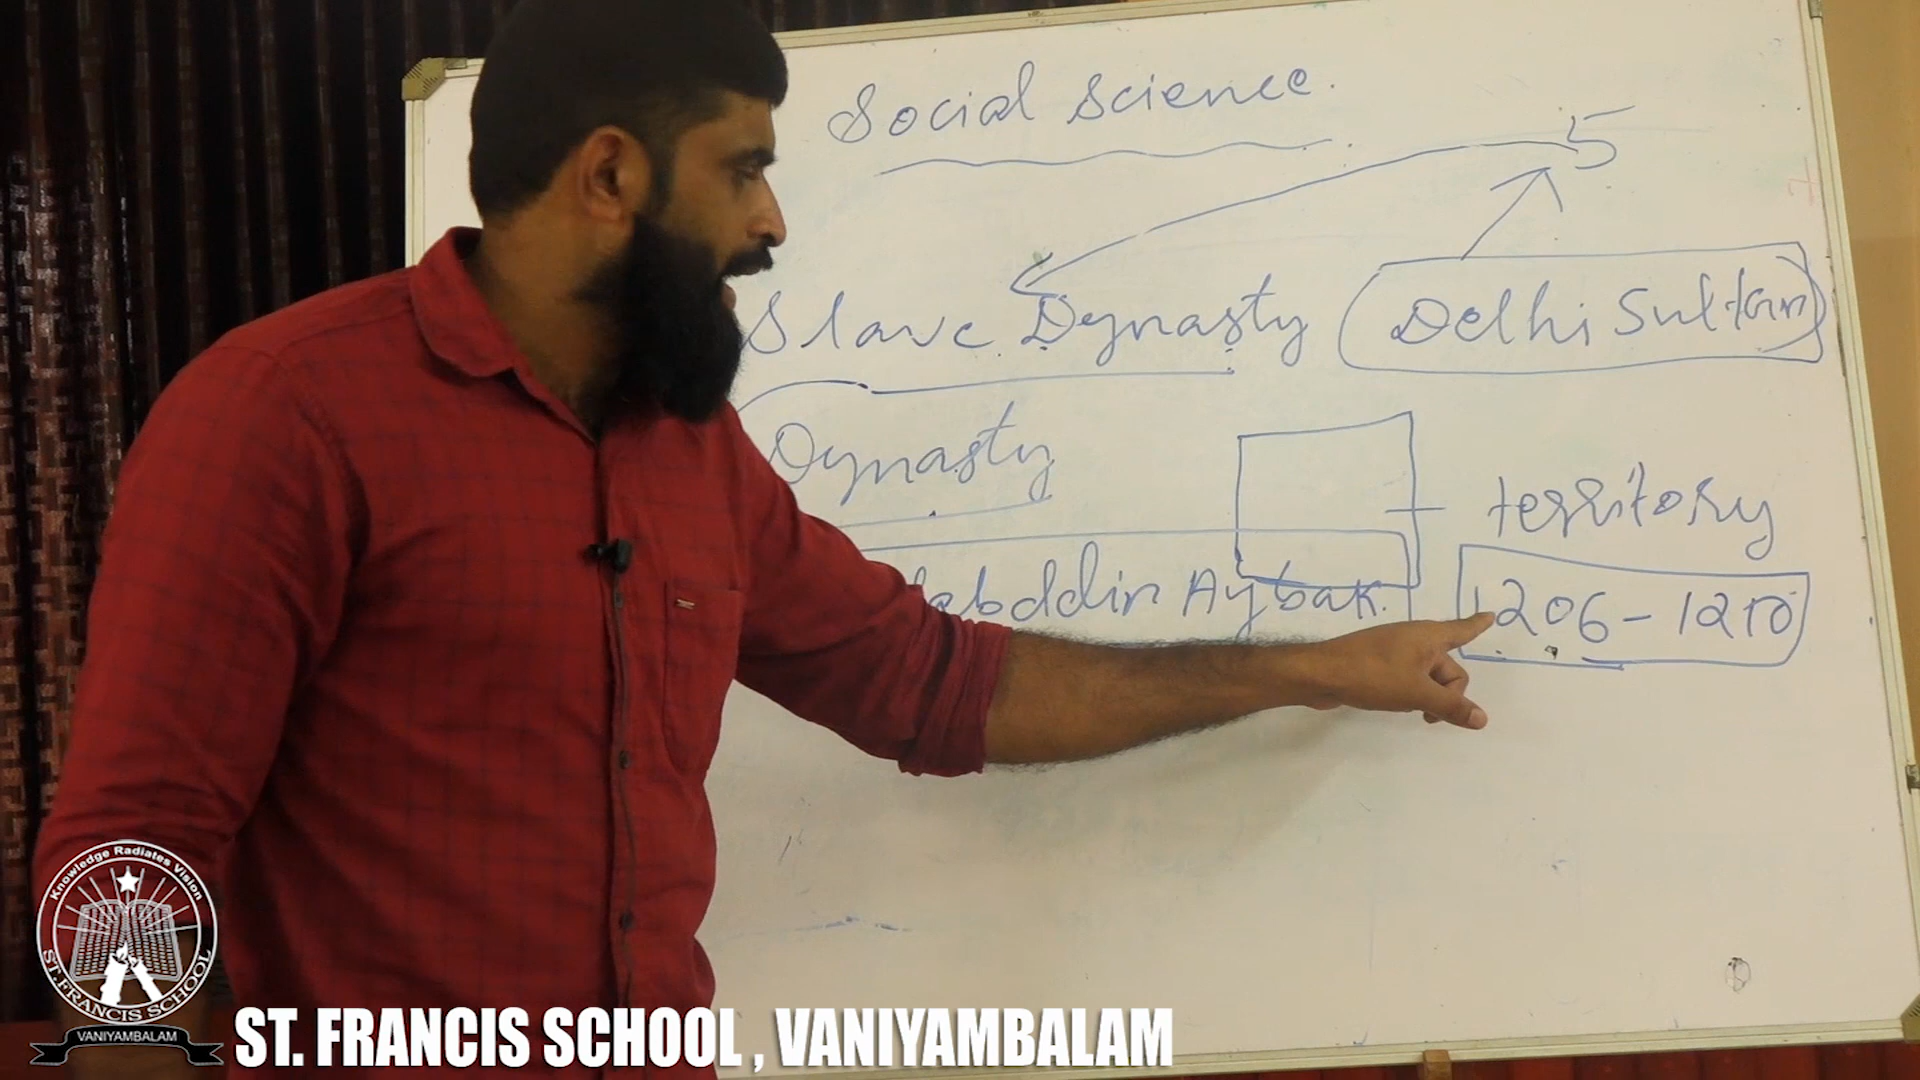 Social Science.
5
Slave Dynasty (Delhi Sultan)
Dynasty
territory
Aybak. 1206-1210
Knowledge Radiates Vision
ST. FRANCIS SCHOOL
VANIYAMBALAM
ST. FRANCIS SCHOOL, VANIYAMBALAM